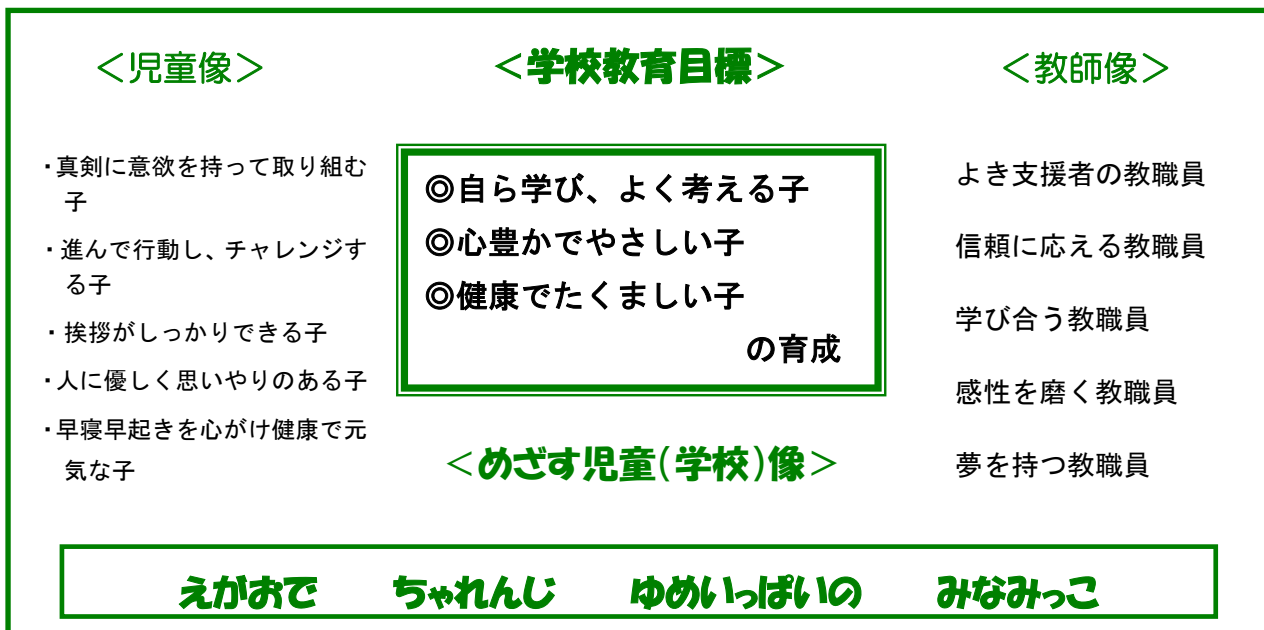 ＜児童像＞
・真剣に意欲を持って取り組む
子
・進んで行動し、チャレンジす
る子
・挨拶がしっかりできる子
・人に優しく思いやりのある子
・早寝早起きを心がけ健康で元
気な子
＜学校教育目標＞
◎自ら学び、よく考える子
◎心豊かでやさしい子
◎健康でたくましい子
の育成
＜めざす児童(学校)像＞
＜教師像＞
よき支援者の教職員
信頼に応える教職員
学び合う教職員
感性を磨く教職員
夢を持つ教職員
えがおで　ちゃれんじ　ゆめいっぱいの　みなみっこ